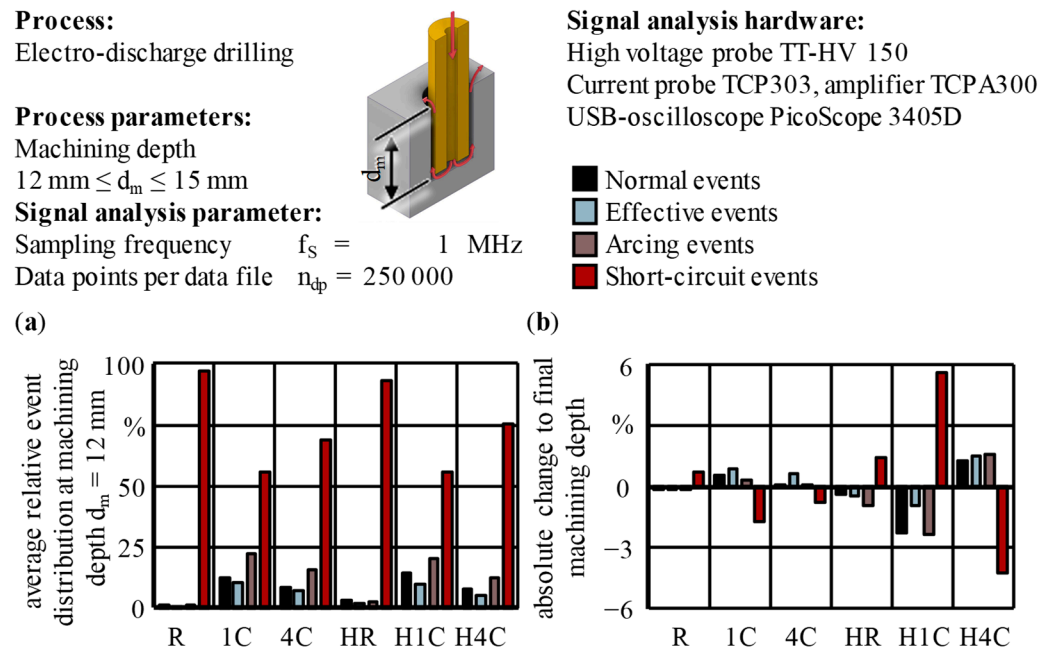 Process:
Electro-discharge drilling
Process parameters:
Machining depth
12 mm ≤ dm ≤ 15 mm
Signal analysis parameter:
Sampling frequency fS = 1 MHz
Data points per data file ndp = 250 000
dm
Signal analysis hardware:
High voltage probe TT-HV 150
Current probe TCP303, amplifier TCPA300
USB-oscilloscope PicoScope 3405D
Normal events
Effective events
Arcing events
Short-circuit events
(a)
average relative event
distribution at machining
depth dm = 12 mm
100
%
50
25
0
R 1C 4C HR H1C H4C
(b)
absolute change to final
machining depth
6
%
0
−3
−6
R 1C 4C HR H1C H4C